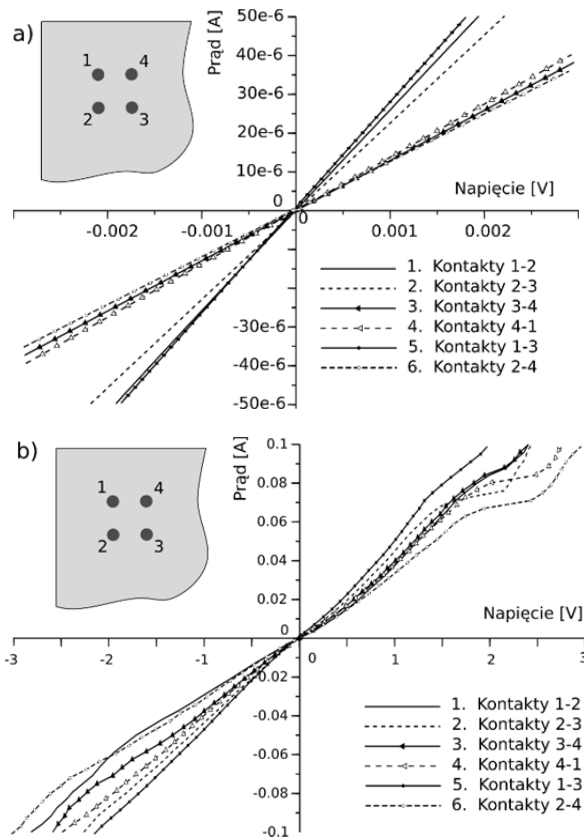 a)
1 4
2 3
Prąd [A]
50e-6
40e-6
30e-6
20e-6
10e-6
0
Napięcie [V]
-0.002 -0.001 0 0.001 0.002
1. Kontakty 1-2
2. Kontakty 2-3
3. Kontakty 3-4
4. Kontakty 4-1
5. Kontakty 1-3
6. Kontakty 2-4
-30e-6
-40e-6
-50e-6
b)
1 4
2 3
Prąd [A]
0.1
0.08
0.06
0.04
0.02
0
Napięcie [V]
-3 -2 -1 0 1 2 3
-0.02
-0.04
-0.06
-0.08
-0.1
1. Kontakty 1-2
2. Kontakty 2-3
3. Kontakty 3-4
4. Kontakty 4-1
5. Kontakty 1-3
6. Kontakty 2-4